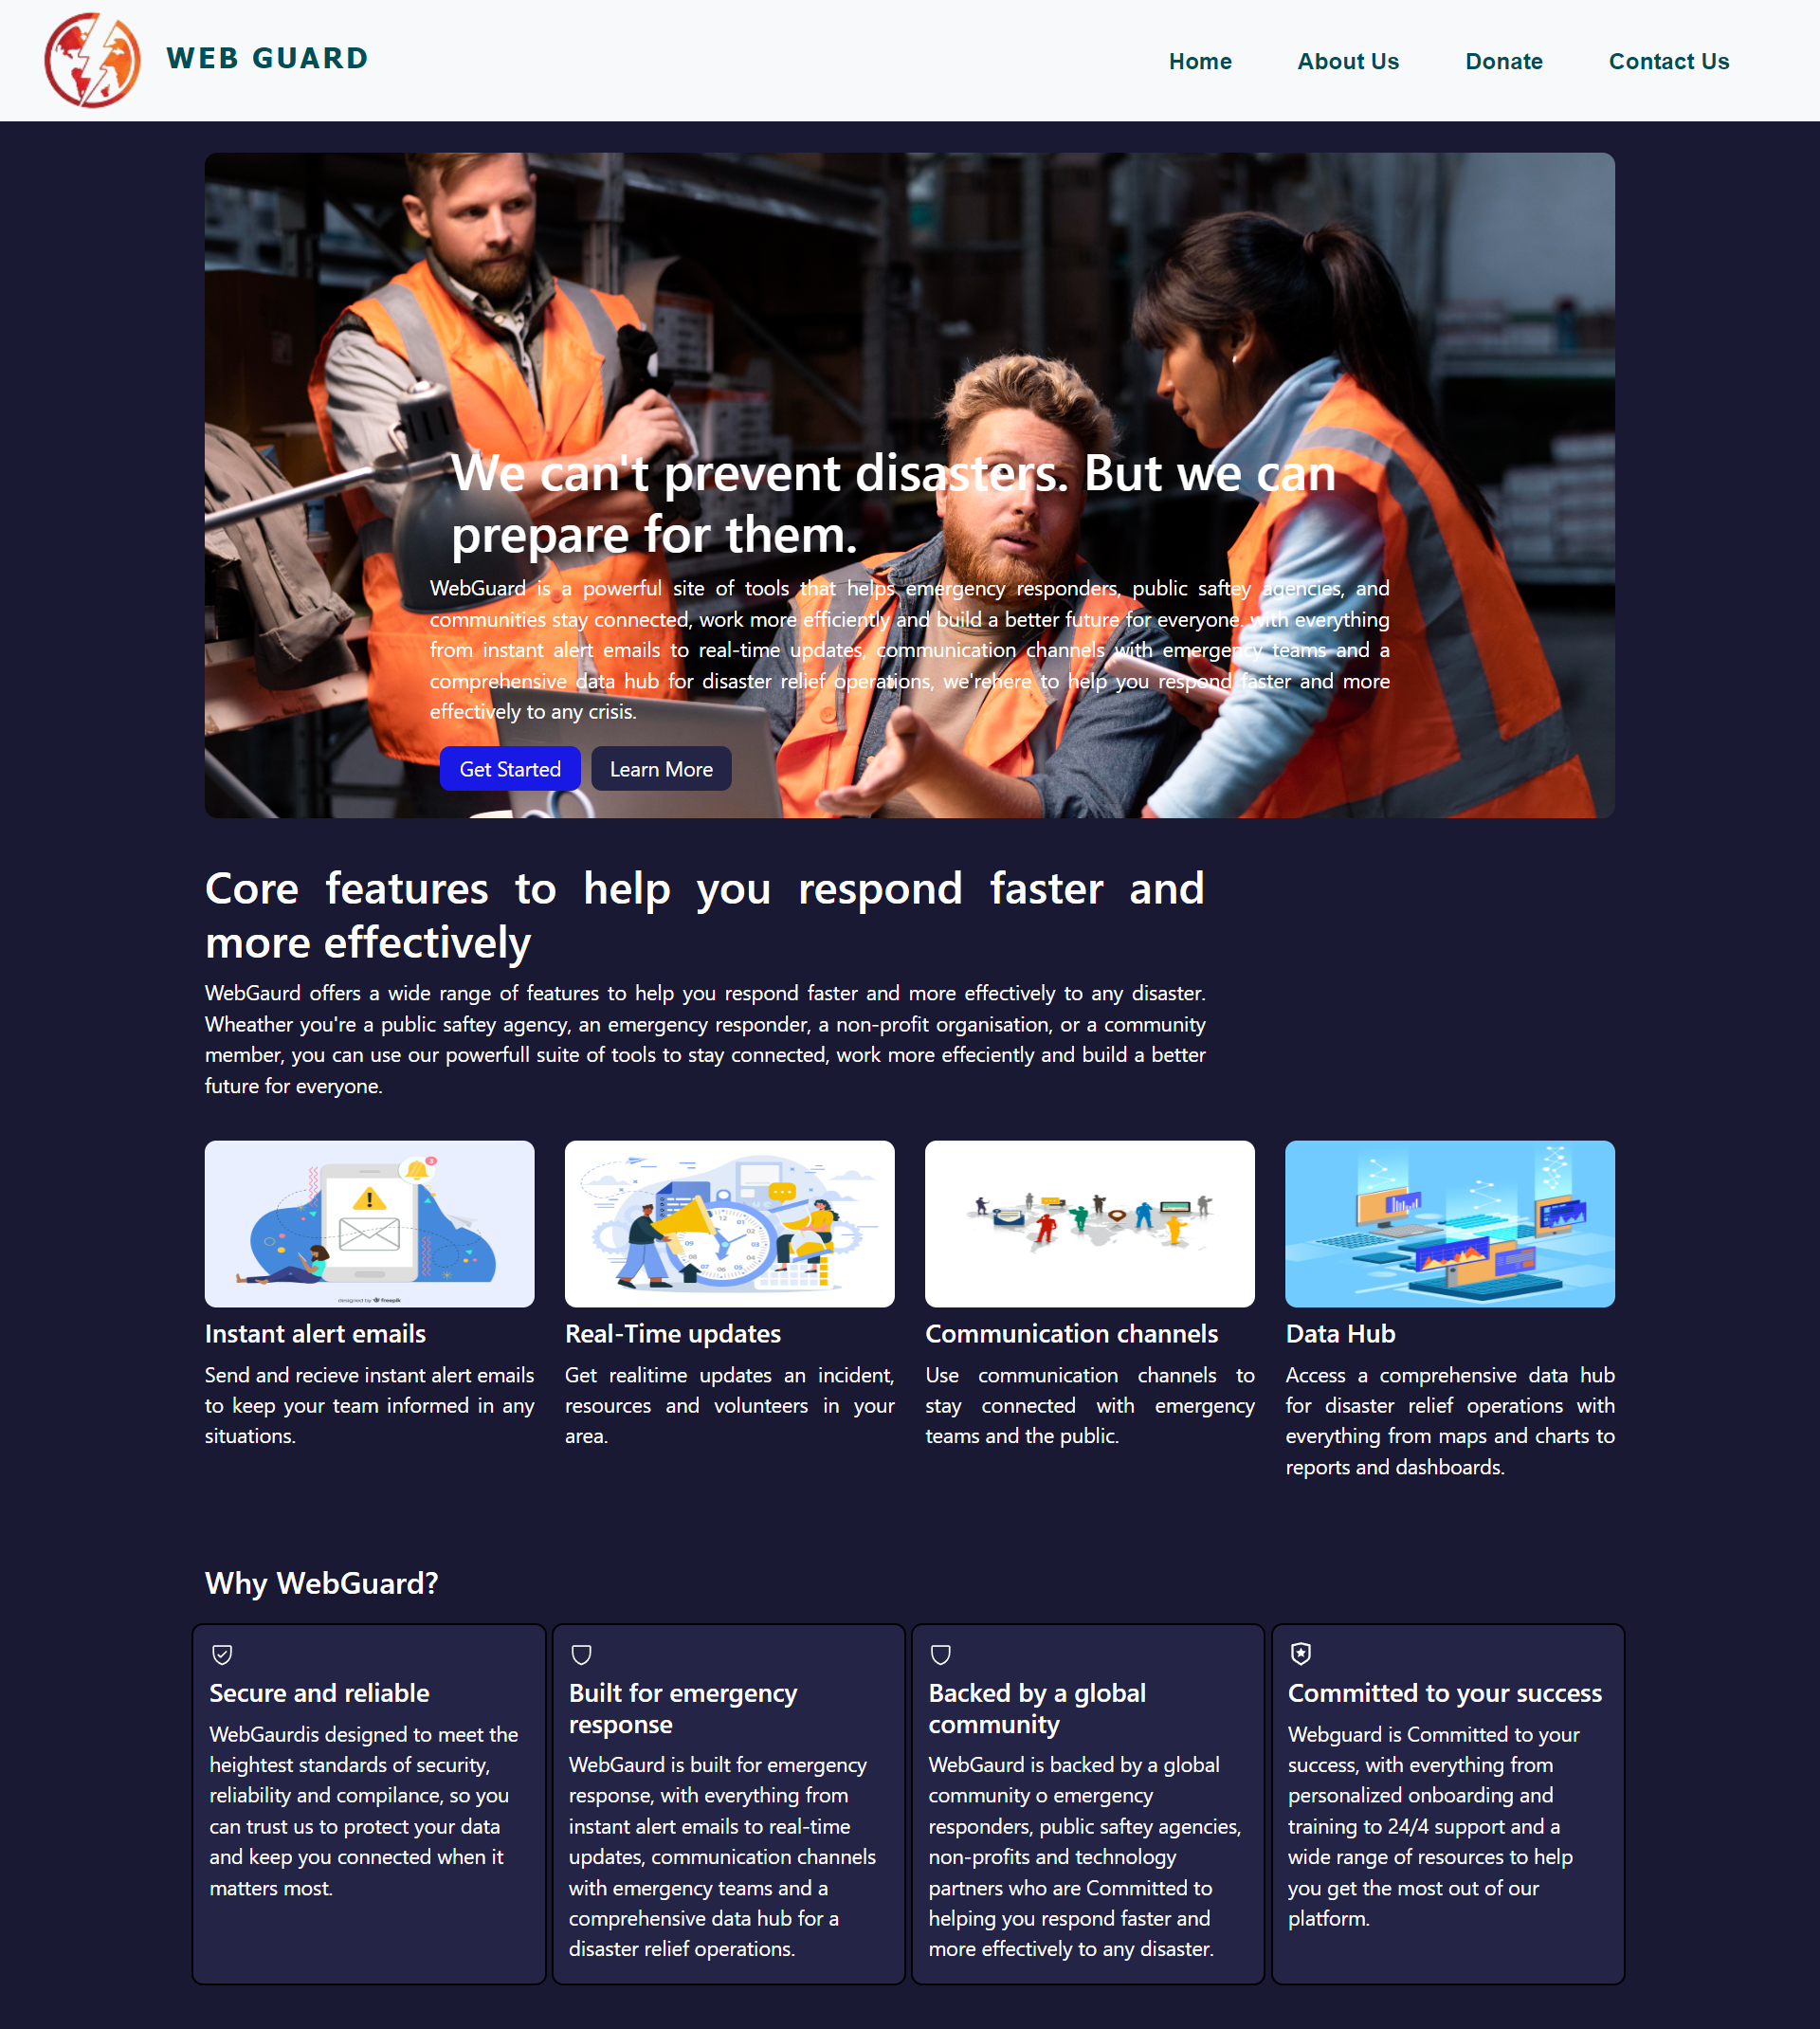 WEB GUARD
Home
About Us
Donate
Contact Us
We can't prevent disasters. But we can
prepare for them.
WebGuard is a powerful site of tools that helps emergency responders, public saftey agencies, and
communities stay connected, work more efficiently and build a better future for everyone. with everything
from instant alert emails to real-time updates, communication channels with emergency teams and a
comprehensive data hub for disaster relief operations, we'rehere to help you respond faster and more
effectively to any crisis.
Get Started
Learn More
Core features to help you respond faster and
more effectively
WebGaurd offers a wide range of features to help you respond faster and more effectively to any disaster.
Wheather you're a public saftey agency, an emergency responder, a non-profit organisation, or a community
member, you can use our powerfull suite of tools to stay connected, work more effeciently and build a better
future for everyone.
designed by freepik
Instant alert emails
Send and recieve instant alert emails
to keep your team informed in any
situations.
12
01
02
03
04
05
06
07
08
09
Real-Time updates
Get realitime updates an incident,
resources and volunteers in your
area.
Communication channels
Use communication channels to
stay connected with emergency
teams and the public.
Data Hub
Access a comprehensive data hub
for disaster relief operations with
everything from maps and charts to
reports and dashboards.
Why WebGuard?
Secure and reliable
WebGaurdis designed to meet the
heightest standards of security,
reliability and compilance, so you
can trust us to protect your data
and keep you connected when it
matters most.
Built for emergency
response
WebGaurd is built for emergency
response, with everything from
instant alert emails to real-time
updates, communication channels
with emergency teams and a
comprehensive data hub for a
disaster relief operations.
Backed by a global
community
WebGaurd is backed by a global
community o emergency
responders, public saftey agencies,
non-profits and technology
partners who are Committed to
helping you respond faster and
more effectively to any disaster.
Committed to your success
Webguard is Committed to your
success, with everything from
personalized onboarding and
training to 24/4 support and a
wide range of resources to help
you get the most out of our
platform.